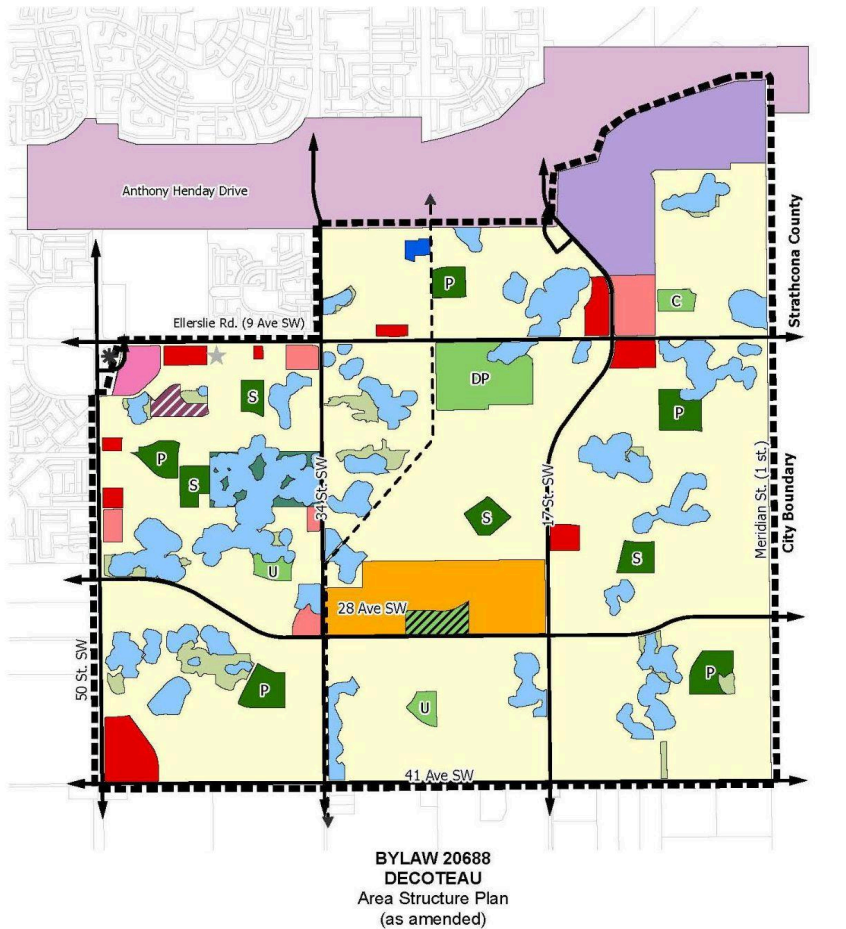 Anthony Henday Drive
Strathcona County
P
C
Ellerslie Rd. (9 Ave SW)
DP
S
P
P
S
34 St. SW
17 St. SW
Meridian St. (1 st.)
City Boundary
S
S
U
28 Ave SW
50 St. SW
P
P
U
41 Ave SW
BYLAW 20688
DECOTEAU
Area Structure Plan
(as amended)